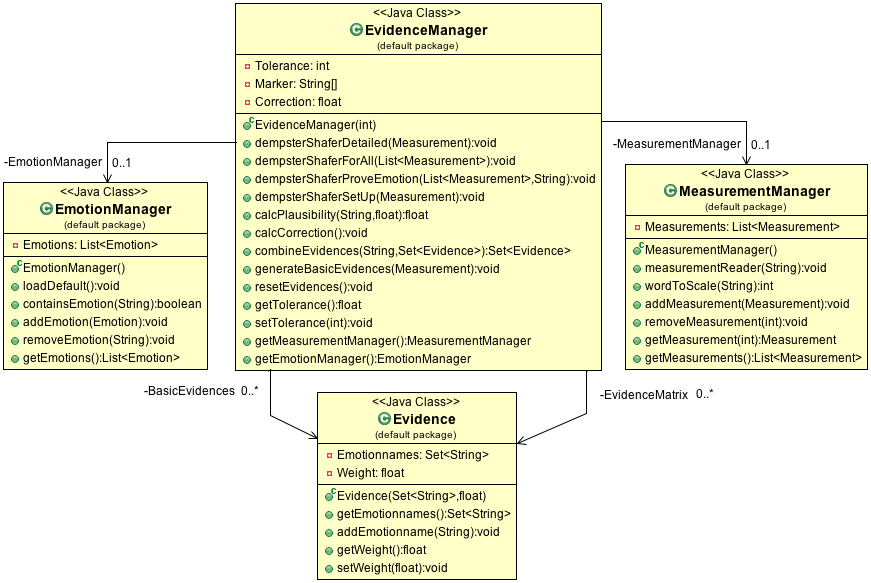 <<Java Class>>
EvidenceManager
(default package)
Tolerance: int
Marker: String[]
Correction: float
EvidenceManager(int)
dempsterShaferDetailed(Measurement):void
dempsterShaferForAll(List<Measurement>):void
dempsterShaferProveEmotion(List<Measurement>,String):void
dempsterShaferSetUp(Measurement):void
calcPlausibility(String,float):float
calcCorrection():void
combineEvidences(String,Set<Evidence>):Set<Evidence>
generateBasicEvidences(Measurement):void
resetEvidences():void
getTolerance():float
setTolerance(int):void
getMeasurementManager():MeasurementManager
getEmotionManager():EmotionManager
-EmotionManager 0..1
<<Java Class>>
EmotionManager
(default package)
Emotions: List<Emotion>
EmotionManager()
loadDefault():void
containsEmotion(String):boolean
addEmotion(Emotion):void
removeEmotion(String):void
getEmotions():List<Emotion>
-MeasurementManager 0..1
<<Java Class>>
MeasurementManager
(default package)
Measurements: List<Measurement>
MeasurementManager()
measurementReader(String):void
wordToScale(String):int
addMeasurement(Measurement):void
removeMeasurement(int):void
getMeasurement(int):Measurement
getMeasurements():List<Measurement>
-BasicEvidences 0..*
-EvidenceMatrix 0..*
<<Java Class>>
Evidence
(default package)
Emotionnames: Set<String>
Weight: float
Evidence(Set<String>,float)
getEmotionnames():Set<String>
addEmotionname(String):void
getWeight():float
setWeight(float):void